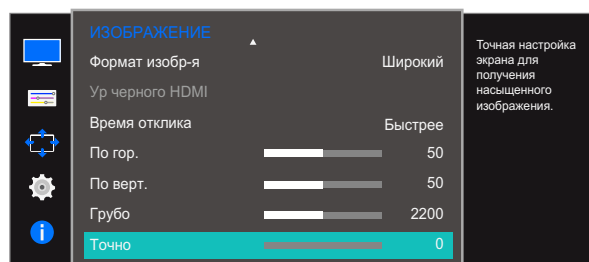 ИЗОБРАЖЕНИЕ
Формат изобр-я Широкий
Ур черного HDMI
Время отклика Быстрее
По гор. 50
По верт. 50
Грубо 2200
Точно 0
Точная настройка
экрана для
получения
насыщенного
изображения.